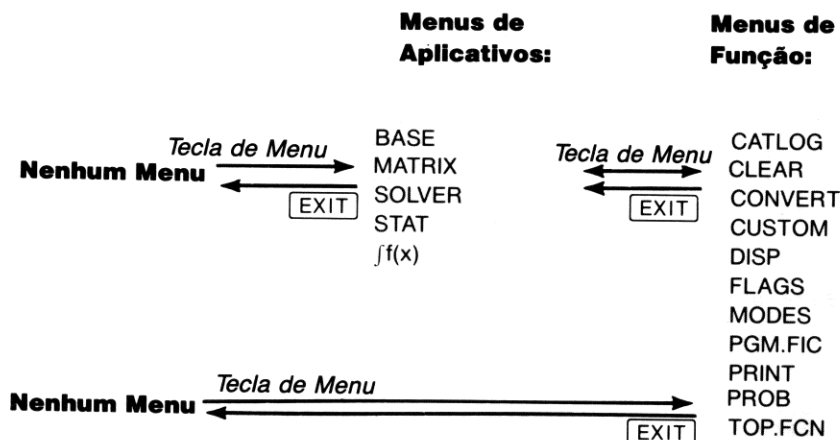 Menus de
Aplicativos:
Menus de
Função:
Nenhum Menu
Tecla de Menu
EXIT
BASE
MATRIX
SOLVER
STAT
∫f(x)
Tecla de Menu
EXIT
CATLOG
CLEAR
CONVERT
CUSTOM
DISP
FLAGS
MODES
PGM.FIC
PRINT
PROB
TOP.FCN
Nenhum Menu
Tecla de Menu
EXIT